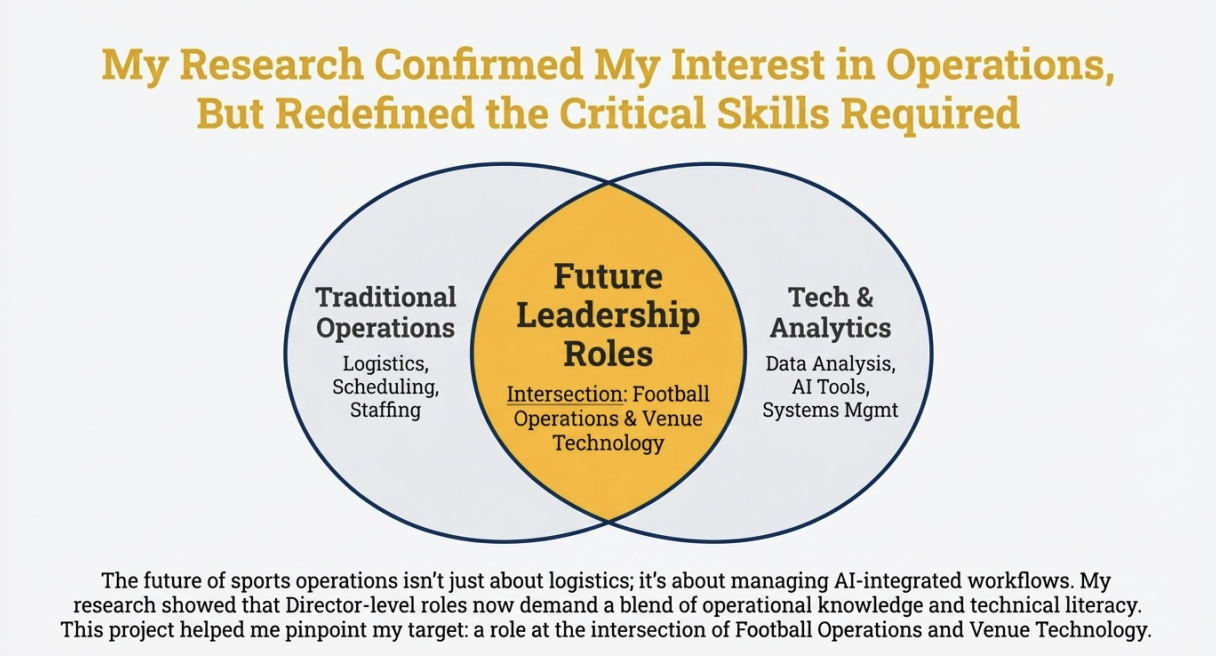 My Research Confirmed My Interest in Operations,
But Redefined the Critical Skills Required
Traditional
Operations
Logistics,
Scheduling,
Staffing
Future
Leadership
Roles
Intersection: Football
Operations & Venue
Technology
Tech &
Analytics
Data Analysis,
AI Tools,
Systems Mgmt
The future of sports operations isn't just about logistics; it's about managing AI-integrated workflows. My
research showed that Director-level roles now demand a blend of operational knowledge and technical literacy.
This project helped me pinpoint my target: a role at the intersection of Football Operations and Venue Technology.